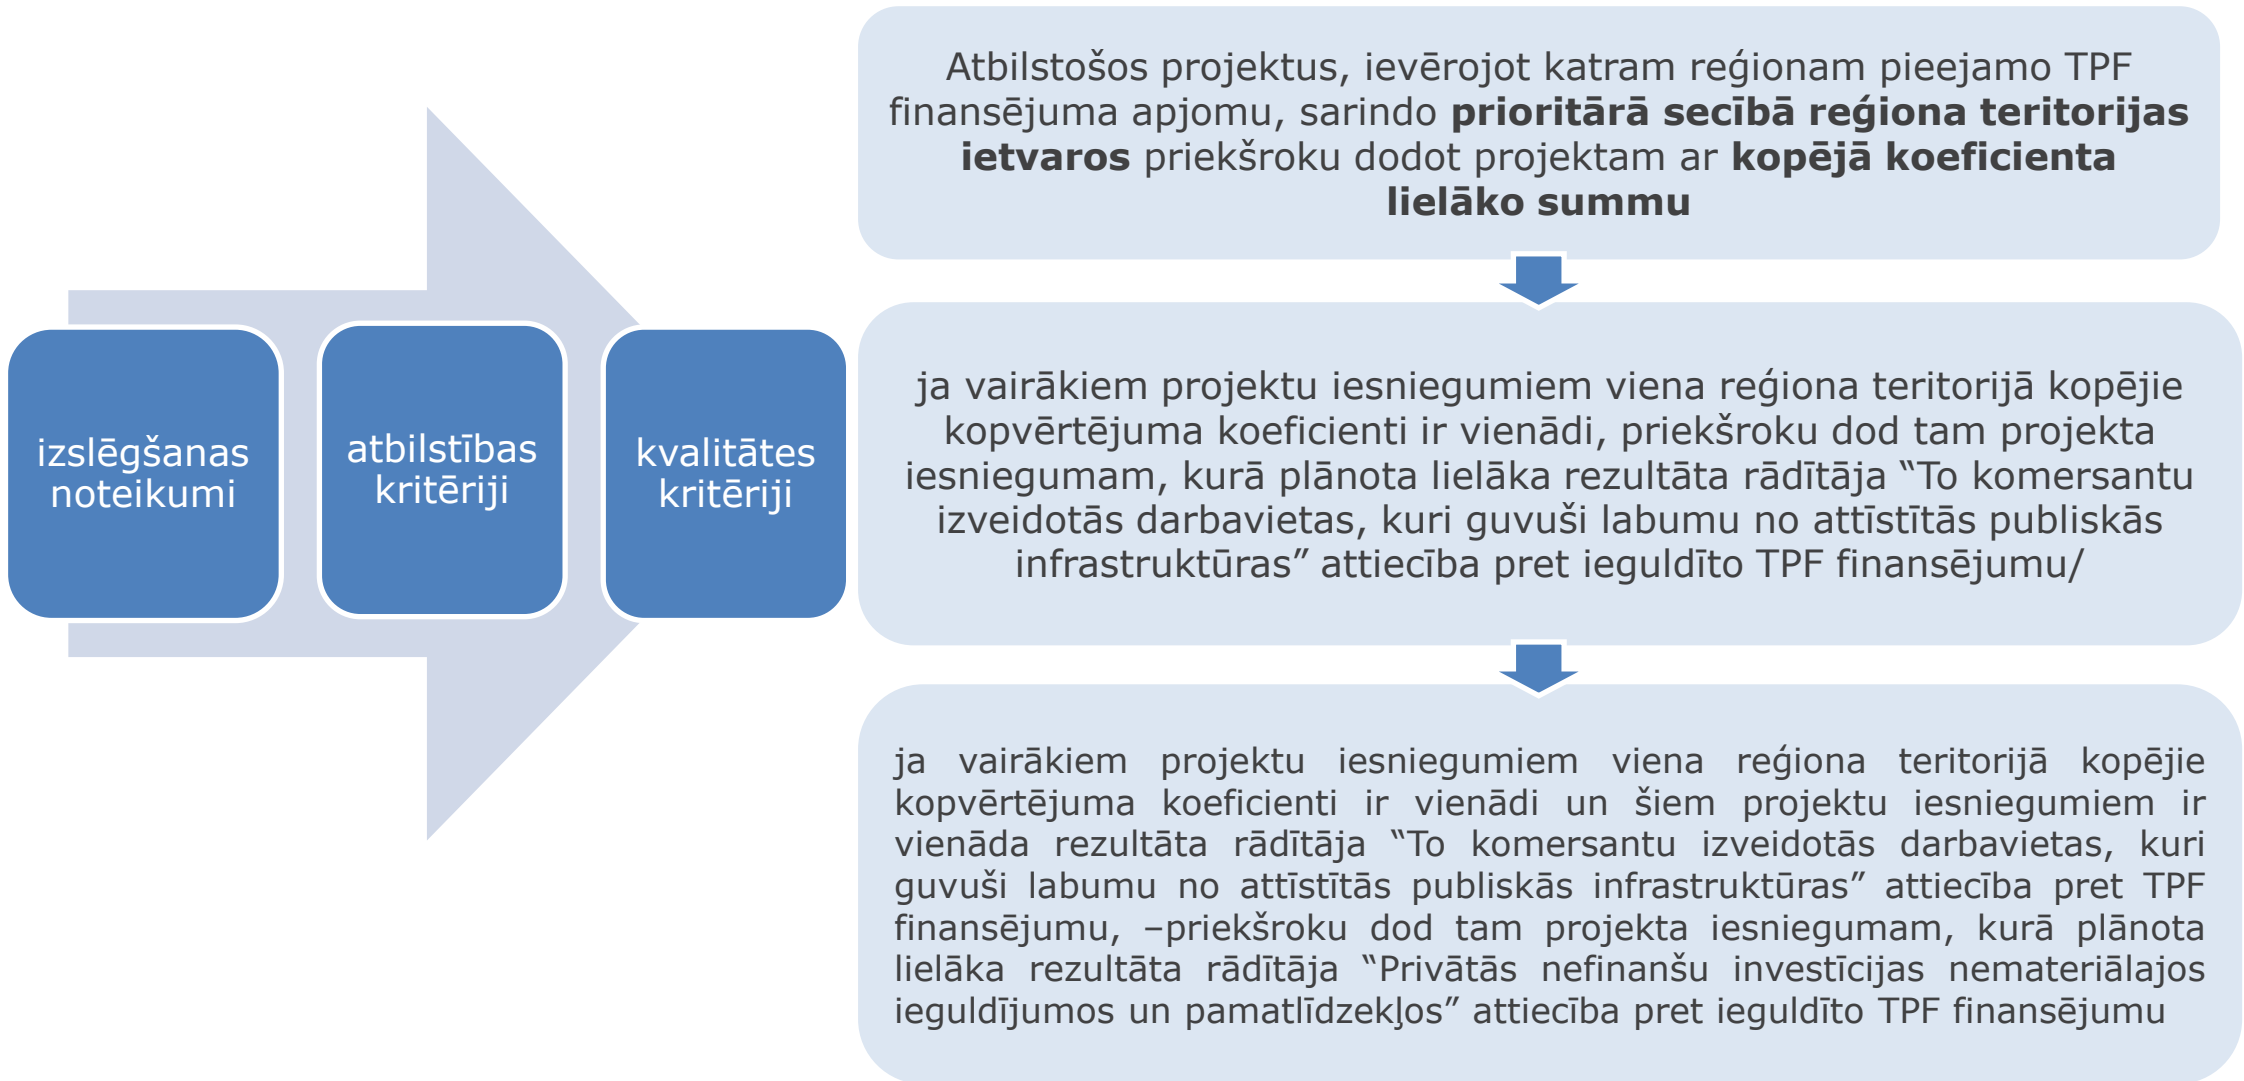 izslēgšanas
noteikumi
atbilstības
kritēriji
kvalitātes
kritēriji
Atbilstošos projektus, ievērojot katram reģionam pieejamo TPF
finansējuma apjomu, sarindo prioritārā secībā reģiona teritorijas
ietvaros priekšroku dodot projektam ar kopējā koeficienta
lielāko summu
ja vairākiem projektu iesniegumiem viena reģiona teritorijā kopējie
kopvērtējuma koeficienti ir vienādi, priekšroku dod tam projekta
iesniegumam, kurā plānota lielāka rezultāta rādītāja “To komersantu
izveidotās darbavietas, kuri guvuši labumu no attīstītās publiskās
infrastruktūras” attiecība pret ieguldīto TPF finansējumu/
ja vairākiem projektu iesniegumiem viena reģiona teritorijā kopējie
kopvērtējuma koeficienti ir vienādi un šiem projektu iesniegumiem ir
vienāda rezultāta rādītāja “To komersantu izveidotās darbavietas, kuri
guvuši labumu no attīstītās publiskās infrastruktūras” attiecība pret TPF
finansējumu, –priekšroku dod tam projekta iesniegumam, kurā plānota
lielāka rezultāta rādītāja “Privātās nefinanšu investīcijas nemateriālajos
ieguldījumos un pamatlīdzekļos” attiecība pret ieguldīto TPF finansējumu